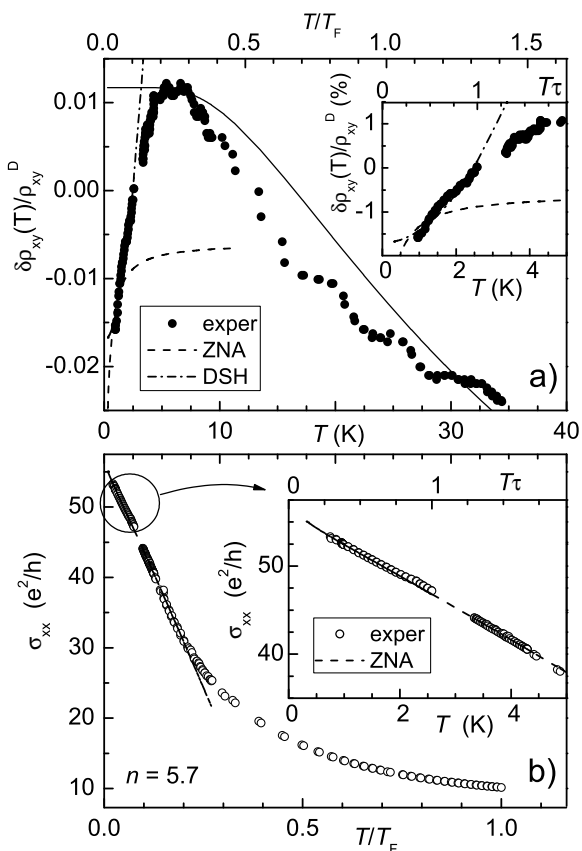 T/T_F
0.0 0.5 1.0 1.5
0.01
0.00
-0.01
-0.02
δρ_xy(T)/ρ_xy^D
0 1 Tτ
δρ_xy(T)/ρ_xy^D (%)
1
0
-1
0 2 4
T (K)
exper
ZNA
DSH
a)
0 10 20 30 40
T (K)
50
40
30
20
10
σ_xx (e²/h)
0 1 Tτ
σ_xx (e²/h)
50
40
exper
ZNA
0 2 4
T (K)
n = 5.7
b)
0.0 0.5 1.0
T/T_F